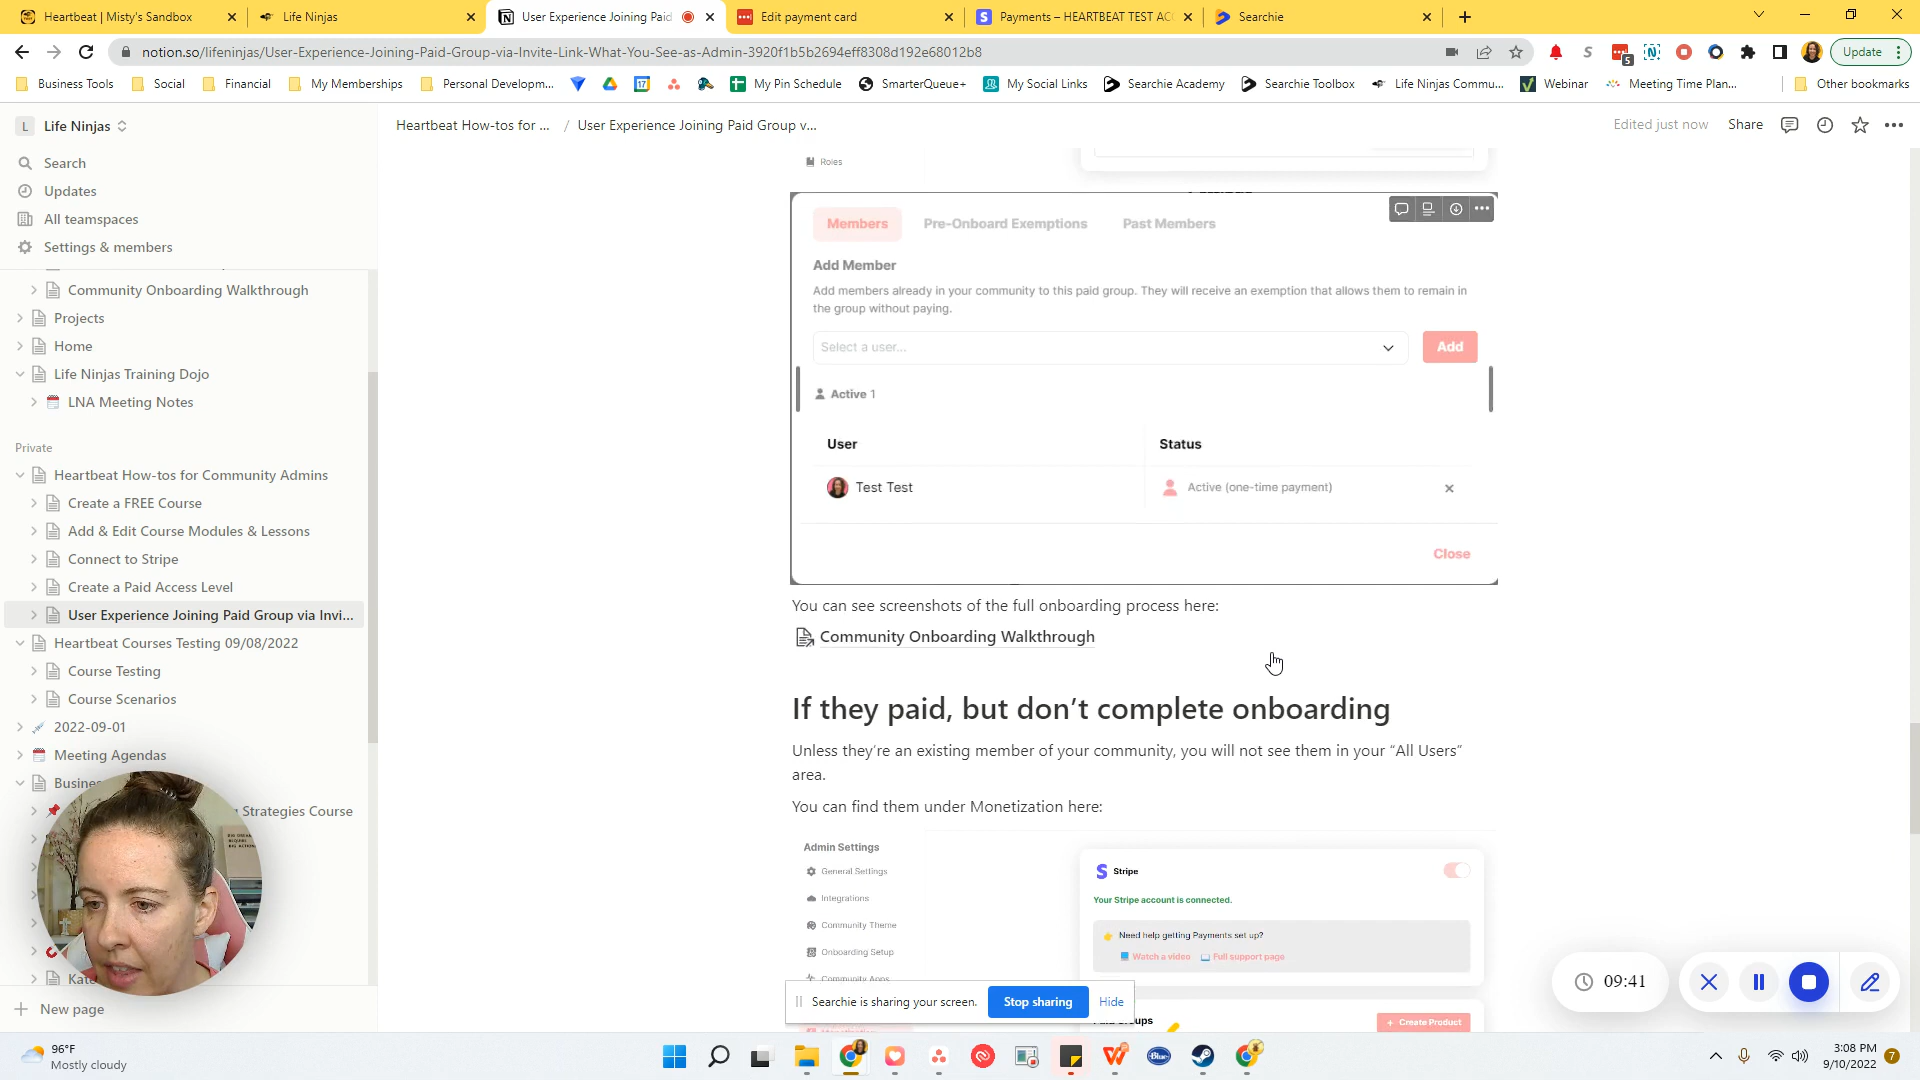 Heartbeat | Misty's Sandbox
Life Ninjas
User Experience Joining Paid
Edit payment card
Payments – HEARTBEAT TEST ACC
Searchie
notion.so/lifeninjas/User-Experience-Joining-Paid-Group-via-Invite-Link-What-You-See-as-Admin-3920f1b5b2694eff8308d192e68012b8
5
Update
Business Tools
Social
Financial
My Memberships
Personal Developm...
My Pin Schedule
SmarterQueue+
My Social Links
Searchie Academy
Searchie Toolbox
Life Ninjas Commu...
Webinar
Meeting Time Plan...
Other bookmarks
L Life Ninjas
Heartbeat How-tos for ... / User Experience Joining Paid Group v...
Edited just now
Share
Search
Updates
All teamspaces
Settings & members
Community Onboarding Walkthrough
Projects
Home
Life Ninjas Training Dojo
LNA Meeting Notes
Private
Heartbeat How-tos for Community Admins
Create a FREE Course
Add & Edit Course Modules & Lessons
Connect to Stripe
Create a Paid Access Level
User Experience Joining Paid Group via Invi...
Heartbeat Courses Testing 09/08/2022
Course Testing
Course Scenarios
2022-09-01
Meeting Agendas
Strategies Course
New page
Roles
Members
Pre-Onboard Exemptions
Past Members
Add Member
Add members already in your community to this paid group. They will receive an exemption that allows them to remain in
the group without paying.
Select a user...
Add
Active 1
User
Status
Test Test
Active (one-time payment)
Close
You can see screenshots of the full onboarding process here:
Community Onboarding Walkthrough
If they paid, but don't complete onboarding
Unless they're an existing member of your community, you will not see them in your "All Users"
area.
You can find them under Monetization here:
Admin Settings
General Settings
Integrations
Community Theme
Onboarding Setup
Community Apps
Stripe
Your Stripe account is connected.
Need help getting Payments set up?
Watch a video
Full support page
+ Create Product
Searchie is sharing your screen.
Stop sharing
Hide
09:41
96°F
Mostly cloudy
3:08 PM
9/10/2022
7